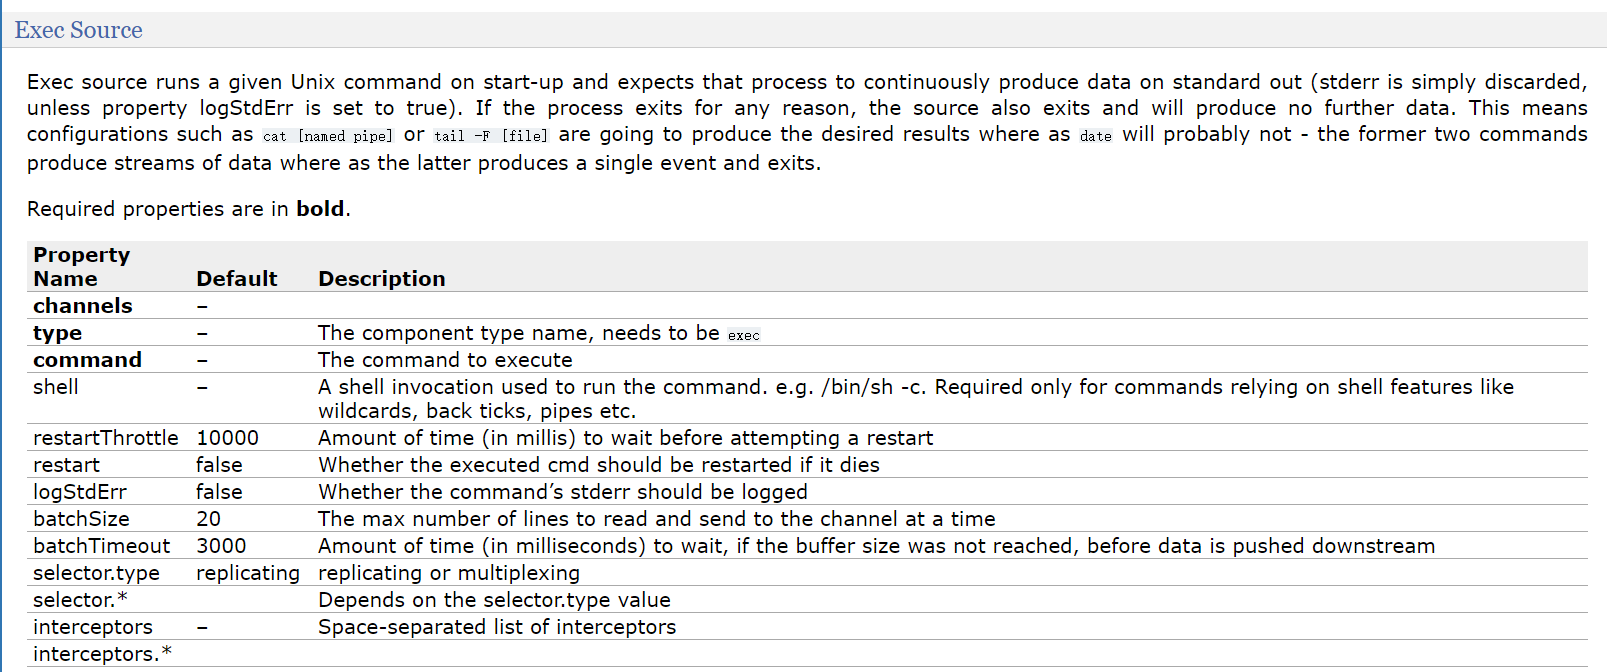 Exec Source
Exec source runs a given Unix command on start-up and expects that process to continuously produce data on standard out (stderr is simply discarded,
unless property logStdErr is set to true). If the process exits for any reason, the source also exits and will produce no further data. This means
configurations such as cat [named pipe] or tail -F [file] are going to produce the desired results where as date will probably not - the former two commands
produce streams of data where as the latter produces a single event and exits.
Required properties are in bold.
Property
Name Default Description
channels –
type – The component type name, needs to be exec
command – The command to execute
shell – A shell invocation used to run the command. e.g. /bin/sh -c. Required only for commands relying on shell features like
wildcards, back ticks, pipes etc.
restartThrottle 10000 Amount of time (in millis) to wait before attempting a restart
restart false Whether the executed cmd should be restarted if it dies
logStdErr false Whether the command’s stderr should be logged
batchSize 20 The max number of lines to read and send to the channel at a time
batchTimeout 3000 Amount of time (in milliseconds) to wait, if the buffer size was not reached, before data is pushed downstream
selector.type replicating replicating or multiplexing
selector.* Depends on the selector.type value
interceptors – Space-separated list of interceptors
interceptors.*